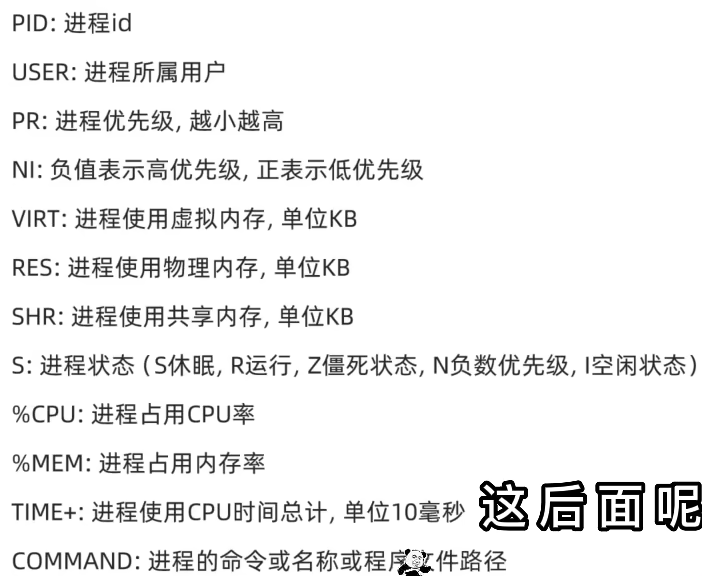 PID: 进程id
USER: 进程所属用户
PR: 进程优先级, 越小越高
NI: 负值表示高优先级, 正表示低优先级
VIRT: 进程使用虚拟内存, 单位KB
RES: 进程使用物理内存, 单位KB
SHR: 进程使用共享内存, 单位KB
S: 进程状态 (S休眠, R运行, Z僵死状态, N负数优先级, I空闲状态)
%CPU: 进程占用CPU率
%MEM: 进程占用内存率
TIME+: 进程使用CPU时间总计, 单位10毫秒
这后面呢
COMMAND: 进程的命令或名称或程序文件路径